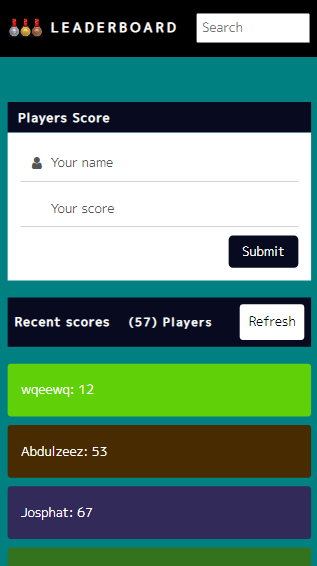 LEADERBOARD
Search
Players Score
Your name
Your score
Submit
Recent scores (57) Players
Refresh
wqeewq: 12
Abdulzeez: 53
Josphat: 67